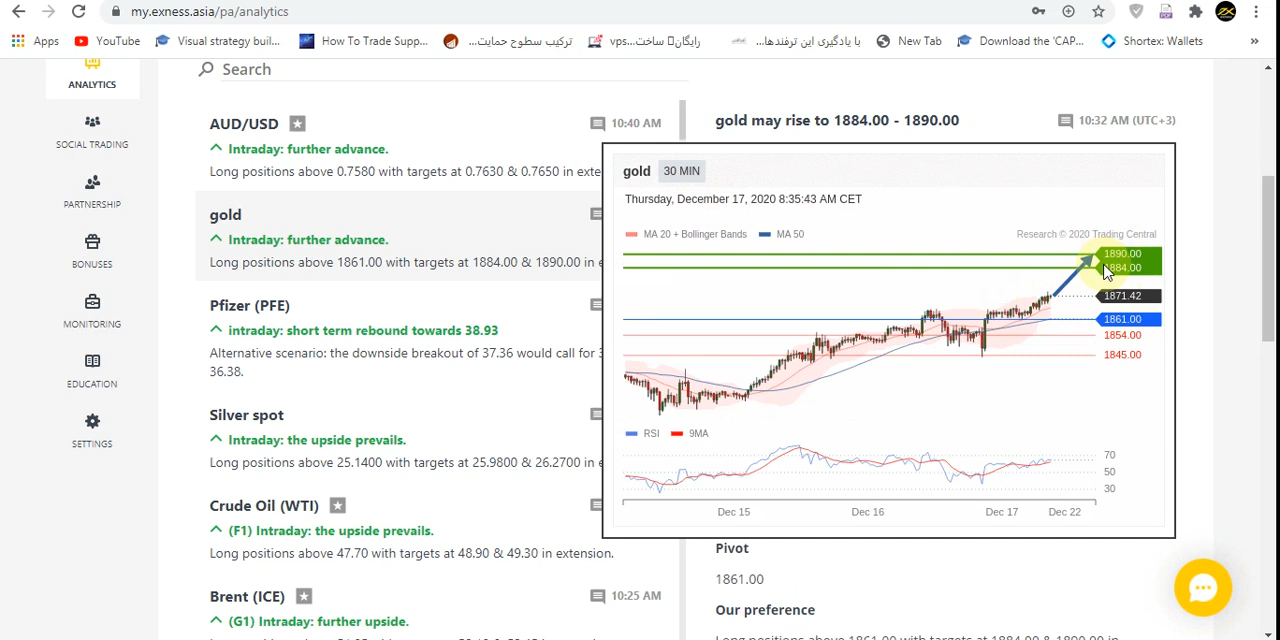 my.exness.asia/pa/analytics
Apps
YouTube
Visual strategy buil...
How To Trade Supp...
ترکیب سطوح حمایت...
رایگان ساخت...vps
با یادگیری این ترفندها...
New Tab
Download the 'CAP...
Shortex: Wallets
»
ANALYTICS
SOCIAL TRADING
PARTNERSHIP
BONUSES
MONITORING
EDUCATION
SETTINGS
Search
AUD/USD
10:40 AM
Intraday: further advance.
Long positions above 0.7580 with targets at 0.7630 & 0.7650 in exte
gold
Intraday: further advance.
Long positions above 1861.00 with targets at 1884.00 & 1890.00 in e
Pfizer (PFE)
intraday: short term rebound towards 38.93
Alternative scenario: the downside breakout of 37.36 would call for 3
36.38.
Silver spot
Intraday: the upside prevails.
Long positions above 25.1400 with targets at 25.9800 & 26.2700 in e
Crude Oil (WTI)
(F1) Intraday: the upside prevails.
Long positions above 47.70 with targets at 48.90 & 49.30 in extension.
Brent (ICE)
10:25 AM
(G1) Intraday: further upside.
gold may rise to 1884.00 - 1890.00
10:32 AM (UTC+3)
gold 30 MIN
Thursday, December 17, 2020 8:35:43 AM CET
MA 20 + Bollinger Bands
MA 50
Research © 2020 Trading Central
1890.00
1884.00
1871.42
1861.00
1854.00
1845.00
RSI
9MA
70
50
30
Dec 15
Dec 16
Dec 17
Dec 22
Pivot
1861.00
Our preference